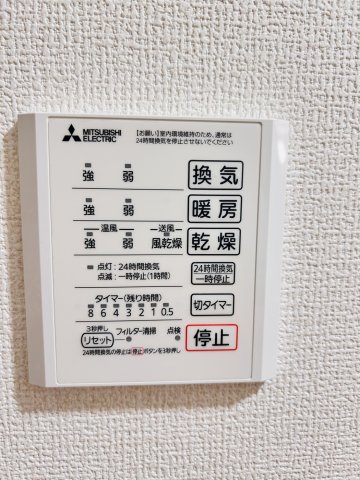 MITSUBISHI
ELECTRIC
【お願い】室内環境維持のため、通常は
24時間換気を停止させないでください
強 弱 換気
強 弱 暖房
温風 送風
強 弱 風乾燥 乾燥
点灯:24時間換気
点滅:一時停止(1時間)
24時間換気
一時停止
タイマー(残り時間)
8 6 4 3 2 1 0.5
切タイマー
3秒押し
リセット フィルター清掃 点検
停止
24時間換気の停止は停止ボタンを3秒押し